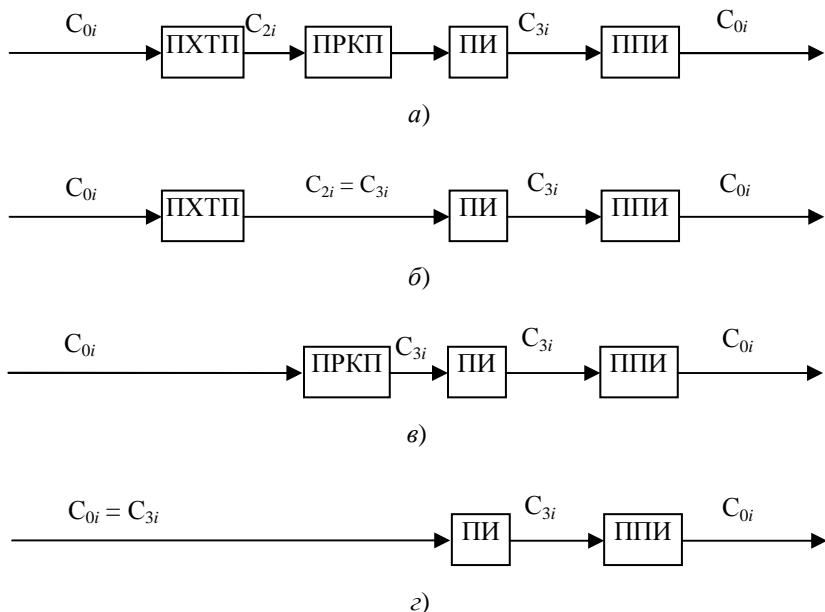 C₀ᵢ C₂ᵢ C₃ᵢ C₀ᵢ
ПХТП ПРКП ПИ ППИ
а)
C₀ᵢ C₂ᵢ = C₃ᵢ C₃ᵢ C₀ᵢ
ПХТП ПИ ППИ
б)
C₀ᵢ C₃ᵢ C₃ᵢ C₀ᵢ
ПРКП ПИ ППИ
в)
C₀ᵢ = C₃ᵢ C₃ᵢ C₀ᵢ
ПИ ППИ
г)